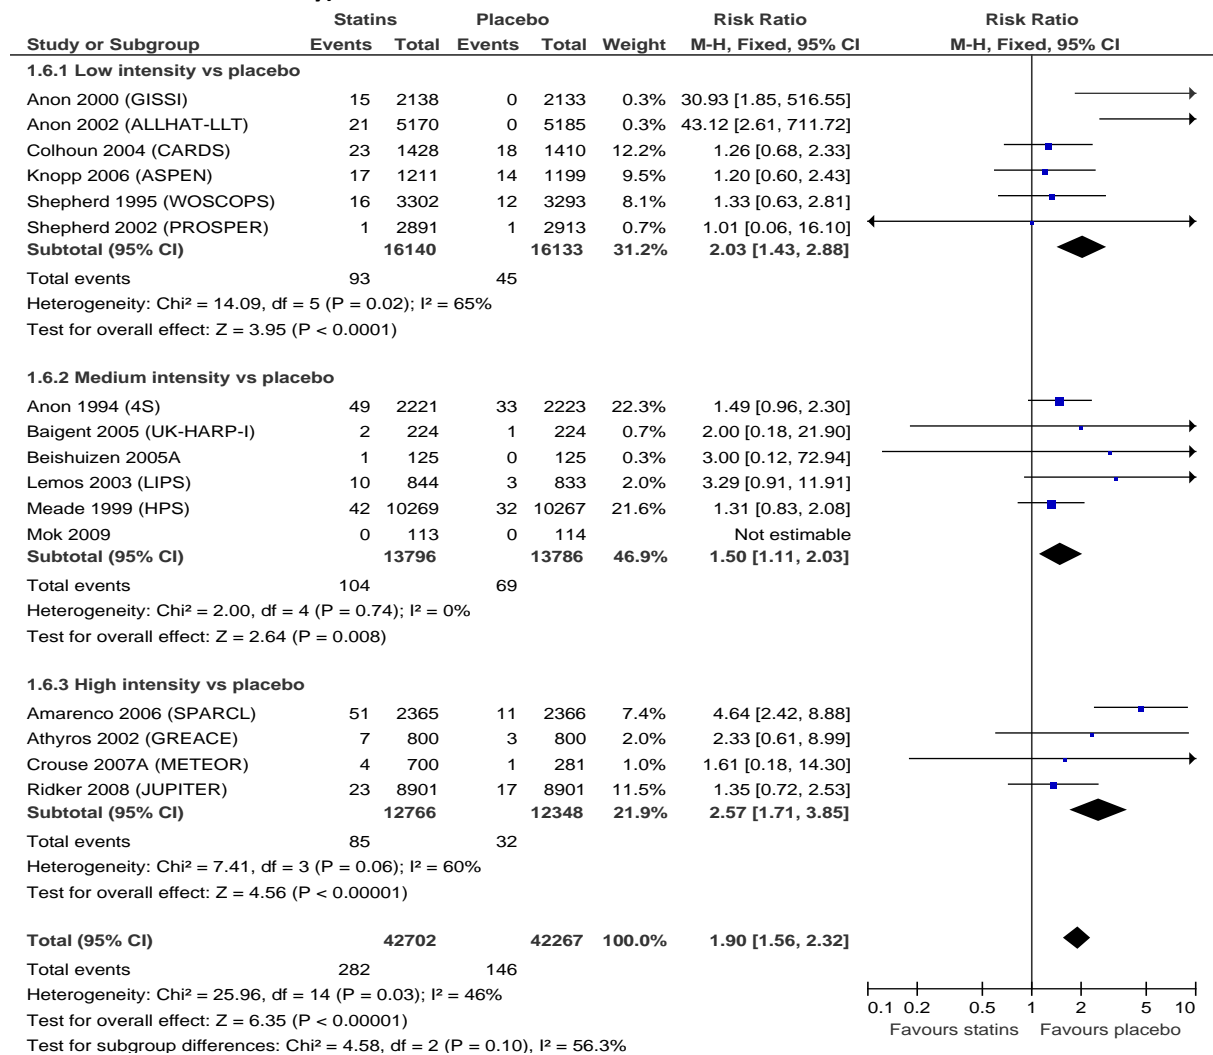 Statins Placebo Risk Ratio Risk Ratio
Study or Subgroup Events Total Events Total Weight M-H, Fixed, 95% CI M-H, Fixed, 95% CI
1.6.1 Low intensity vs placebo
Anon 2000 (GISSI) 15 2138 0 2133 0.3% 30.93 [1.85, 516.55]
Anon 2002 (ALLHAT-LLT) 21 5170 0 5185 0.3% 43.12 [2.61, 711.72]
Colhoun 2004 (CARDS) 23 1428 18 1410 12.2% 1.26 [0.68, 2.33]
Knopp 2006 (ASPEN) 17 1211 14 1199 9.5% 1.20 [0.60, 2.43]
Shepherd 1995 (WOSCOPS) 16 3302 12 3293 8.1% 1.33 [0.63, 2.81]
Shepherd 2002 (PROSPER) 1 2891 1 2913 0.7% 1.01 [0.06, 16.10]
Subtotal (95% CI) 16140 16133 31.2% 2.03 [1.43, 2.88]
Total events 93 45
Heterogeneity: Chi² = 14.09, df = 5 (P = 0.02); I² = 65%
Test for overall effect: Z = 3.95 (P < 0.0001)
1.6.2 Medium intensity vs placebo
Anon 1994 (4S) 49 2221 33 2223 22.3% 1.49 [0.96, 2.30]
Baigent 2005 (UK-HARP-I) 2 224 1 224 0.7% 2.00 [0.18, 21.90]
Beishuizen 2005A 1 125 0 125 0.3% 3.00 [0.12, 72.94]
Lemos 2003 (LIPS) 10 844 3 833 2.0% 3.29 [0.91, 11.91]
Meade 1999 (HPS) 42 10269 32 10267 21.6% 1.31 [0.83, 2.08]
Mok 2009 0 113 0 114 Not estimable
Subtotal (95% CI) 13796 13786 46.9% 1.50 [1.11, 2.03]
Total events 104 69
Heterogeneity: Chi² = 2.00, df = 4 (P = 0.74); I² = 0%
Test for overall effect: Z = 2.64 (P = 0.008)
1.6.3 High intensity vs placebo
Amarenco 2006 (SPARCL) 51 2365 11 2366 7.4% 4.64 [2.42, 8.88]
Athyros 2002 (GREACE) 7 800 3 800 2.0% 2.33 [0.61, 8.99]
Crouse 2007A (METEOR) 4 700 1 281 1.0% 1.61 [0.18, 14.30]
Ridker 2008 (JUPITER) 23 8901 17 8901 11.5% 1.35 [0.72, 2.53]
Subtotal (95% CI) 12766 12348 21.9% 2.57 [1.71, 3.85]
Total events 85 32
Heterogeneity: Chi² = 7.41, df = 3 (P = 0.06); I² = 60%
Test for overall effect: Z = 4.56 (P < 0.00001)
Total (95% CI) 42702 42267 100.0% 1.90 [1.56, 2.32]
Total events 282 146
Heterogeneity: Chi² = 25.96, df = 14 (P = 0.03); I² = 46%
Test for overall effect: Z = 6.35 (P < 0.00001)
Test for subgroup differences: Chi² = 4.58, df = 2 (P = 0.10), I² = 56.3%
0.1 0.2 0.5 1 2 5 10
Favours statins Favours placebo